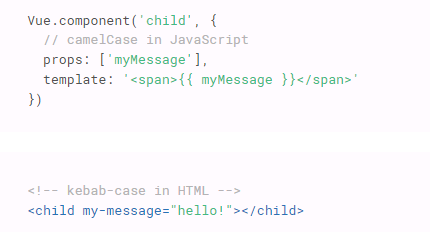 Vue.component('child', {
  // camelCase in JavaScript
  props: ['myMessage'],
  template: '<span>{{ myMessage }}</span>'
})
<!-- kebab-case in HTML -->
<child my-message="hello!"></child>